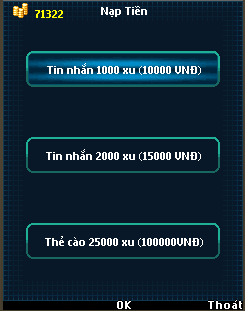 71322 Nạp Tiền
Tin nhắn 1000 xu (10000 VNĐ)
Tin nhắn 2000 xu (15000 VNĐ)
Thẻ cào 25000 xu (100000VNĐ)
OK Thoát